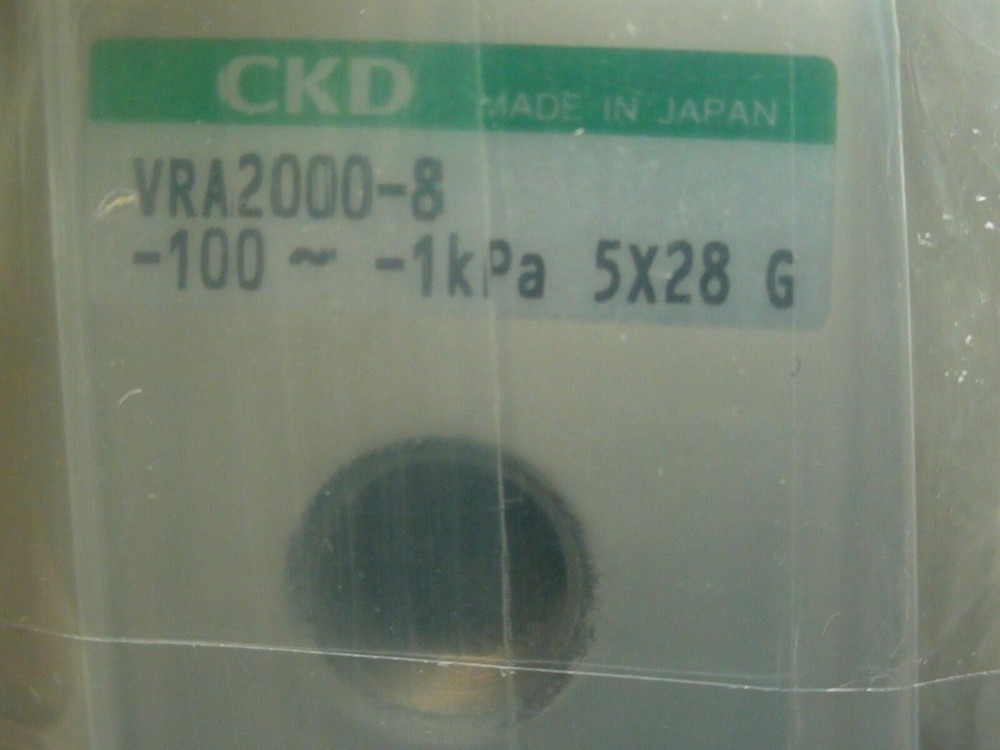 CKD MADE IN JAPAN
VRA2000-8
-100 ~ -1kPa 5X28 G